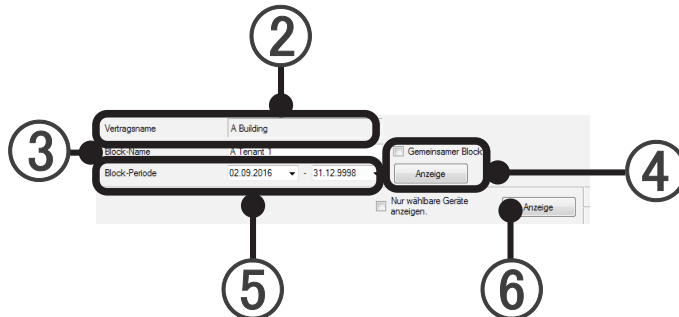 2
Vertragsname A Building
3
Block-Name A Tenant 1
Gemeinsamer Block
4
Block-Periode 02.09.2016 - 31.12.9998
Anzeige
Nur wählbare Geräte
anzeigen.
Anzeige
5
6